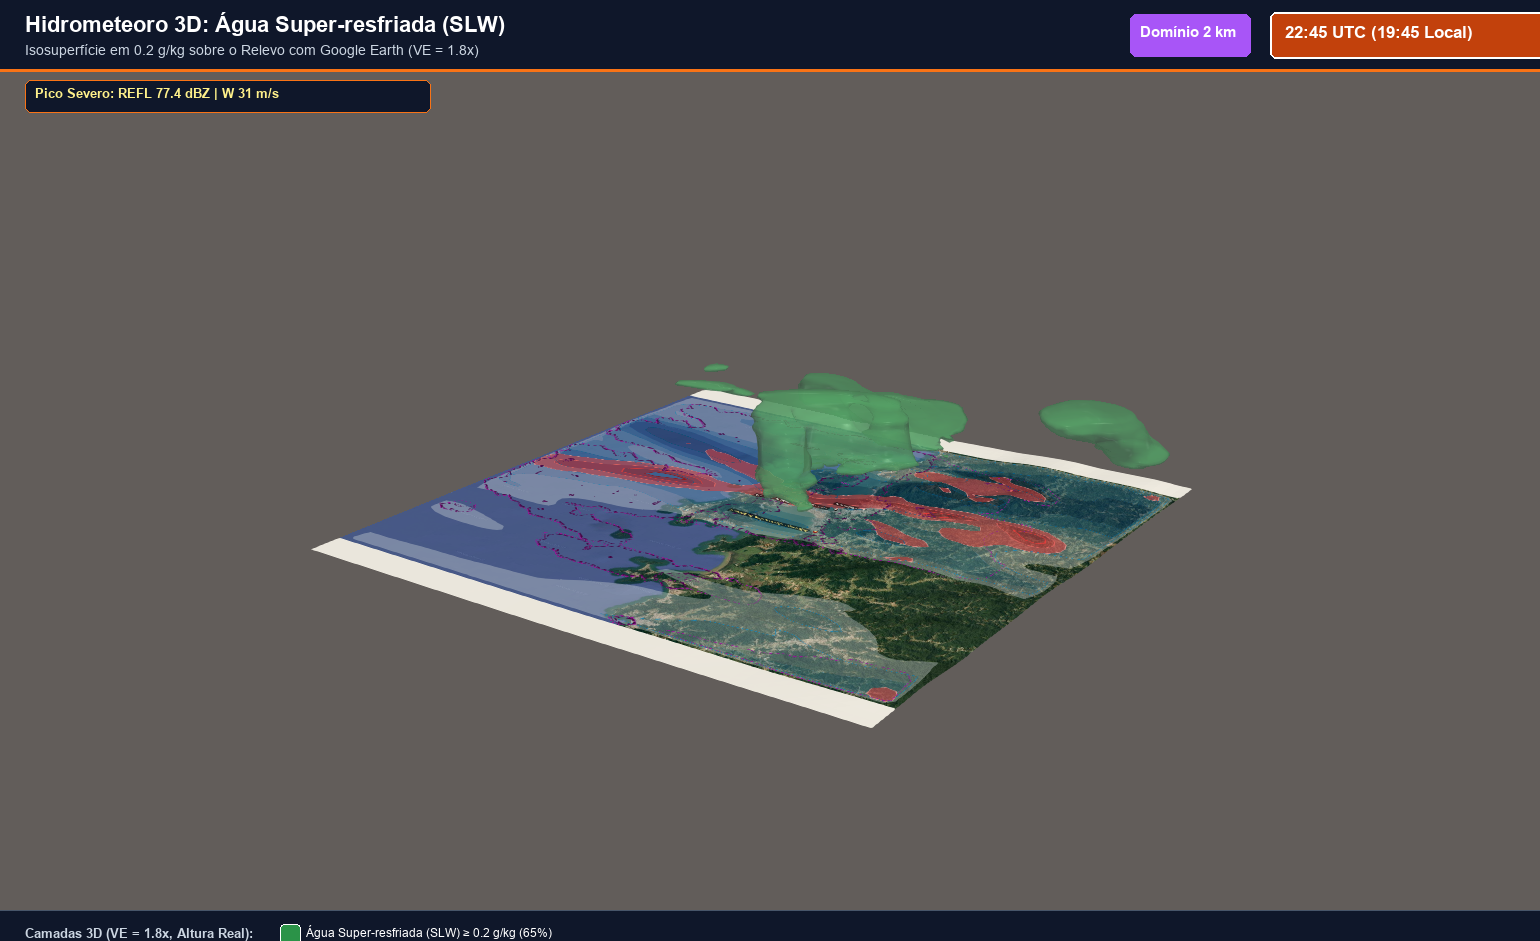 Hidrometeoro 3D: Água Super-resfriada (SLW)
Isosuperfície em 0.2 g/kg sobre o Relevo com Google Earth (VE = 1.8x)
Domínio 2 km
22:45 UTC (19:45 Local)
Pico Severo: REFL 77.4 dBZ | W 31 m/s
Camadas 3D (VE = 1.8x, Altura Real):
Água Super-resfriada (SLW) ≥ 0.2 g/kg (65%)